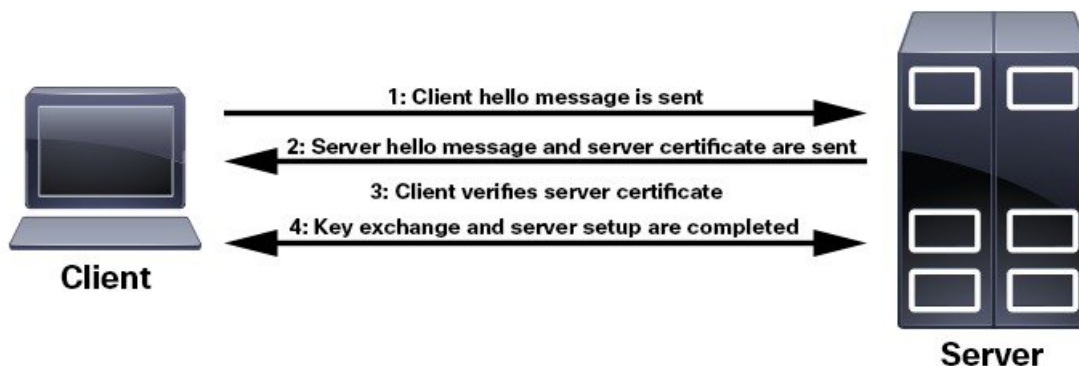 1: Client hello message is sent
2: Server hello message and server certificate are sent
3: Client verifies server certificate
4: Key exchange and server setup are completed
Client
Server